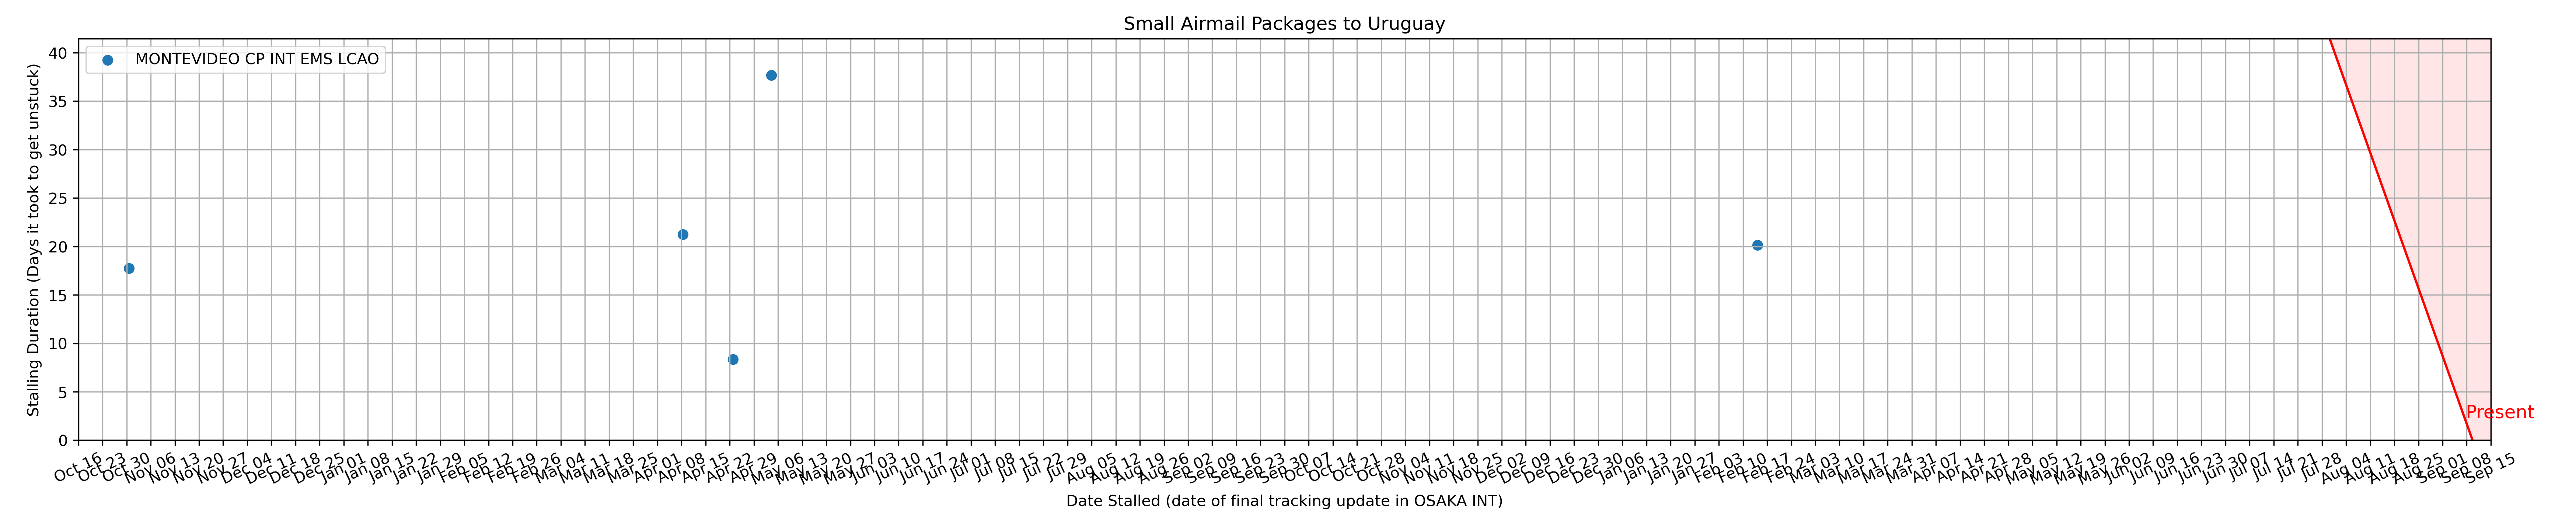 Small Airmail Packages to Uruguay
MONTEVIDEO CP INT EMS LCAO
Stalling Duration (Days it took to get unstuck)
40
35
30
25
20
15
10
5
0
Present
Oct 16 Oct 23 Oct 30 Nov 06 Nov 13 Nov 20 Nov 27 Dec 04 Dec 11 Dec 18 Dec 25 Jan 01 Jan 08 Jan 15 Jan 22 Jan 29 Feb 05 Feb 12 Feb 19 Feb 26 Mar 04 Mar 11 Mar 18 Mar 25 Apr 01 Apr 08 Apr 15 Apr 22 Apr 29 May 06 May 13 May 20 May 27 Jun 03 Jun 10 Jun 17 Jun 24 Jul 01 Jul 08 Jul 15 Jul 22 Jul 29 Aug 05 Aug 12 Aug 19 Aug 26 Sep 02 Sep 09 Sep 16 Sep 23 Sep 30 Oct 07 Oct 14 Oct 21 Oct 28 Nov 04 Nov 11 Nov 18 Nov 25 Dec 02 Dec 09 Dec 16 Dec 23 Dec 30 Jan 06 Jan 13 Jan 20 Jan 27 Feb 03 Feb 10 Feb 17 Feb 24 Mar 03 Mar 10 Mar 17 Mar 24 Mar 31 Apr 07 Apr 14 Apr 21 Apr 28 May 05 May 12 May 19 May 26 Jun 02 Jun 09 Jun 16 Jun 23 Jun 30 Jul 07 Jul 14 Jul 21 Jul 28 Aug 04 Aug 11 Aug 18 Aug 25 Sep 01 Sep 08 Sep 15
Date Stalled (date of final tracking update in OSAKA INT)